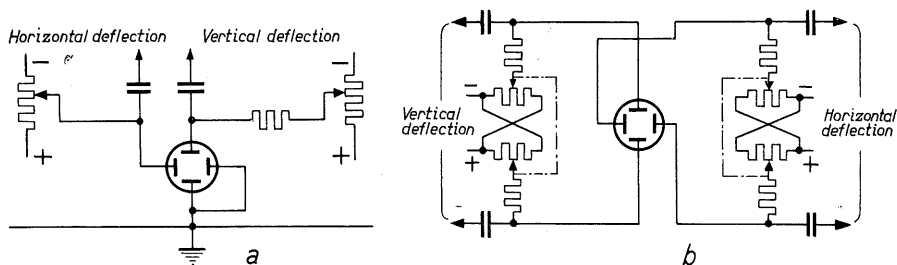 Horizontal deflection
Vertical deflection
−
−
+
+
a
Vertical
deflection
−
+
−
+
Horizontal
deflection
b